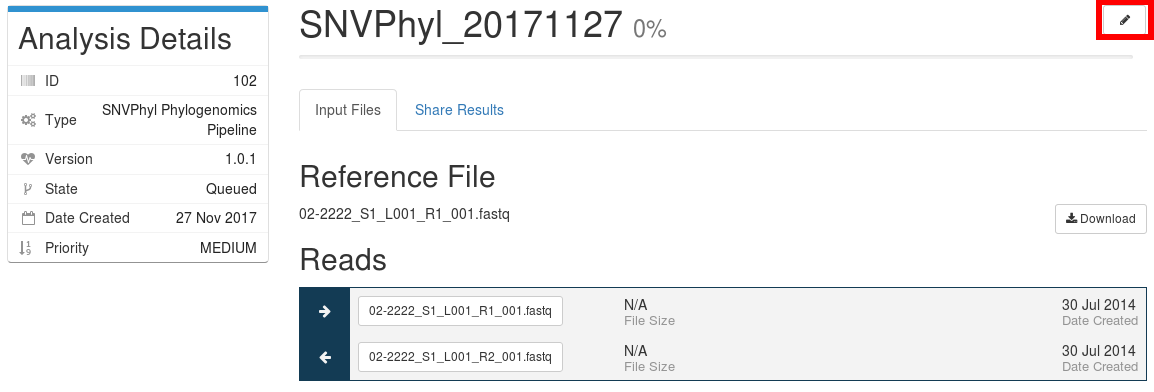 Analysis Details
ID 102
Type SNVPhyl Phylogenomics
Pipeline
Version 1.0.1
State Queued
Date Created 27 Nov 2017
Priority MEDIUM
SNVPhyl_20171127 0%
Input Files Share Results
Reference File
02-2222_S1_L001_R1_001.fastq
Download
Reads
02-2222_S1_L001_R1_001.fastq N/A 30 Jul 2014
File Size Date Created
02-2222_S1_L001_R2_001.fastq N/A 30 Jul 2014
File Size Date Created